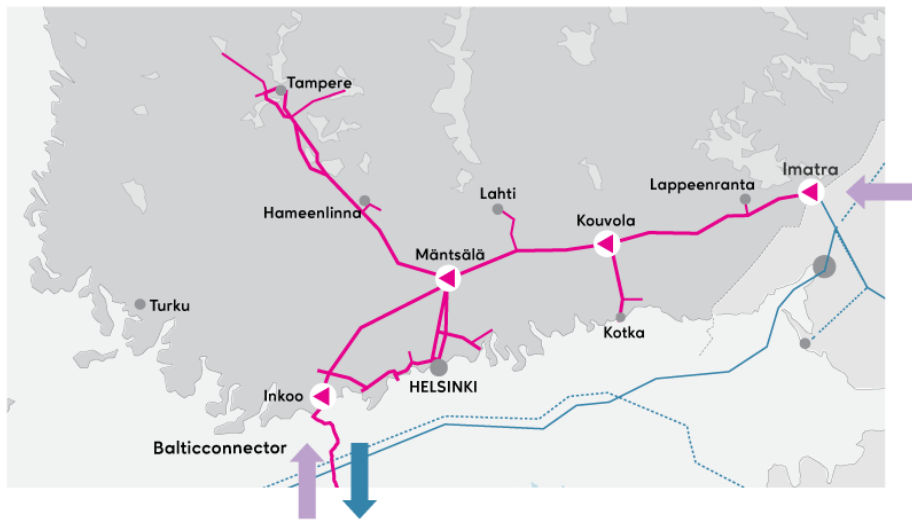 Tampere
Imatra
Lappeenranta
Lahti
Hameenlinna
Kouvola
Mäntsälä
Turku
Kotka
HELSINKI
Inkoo
Balticconnector